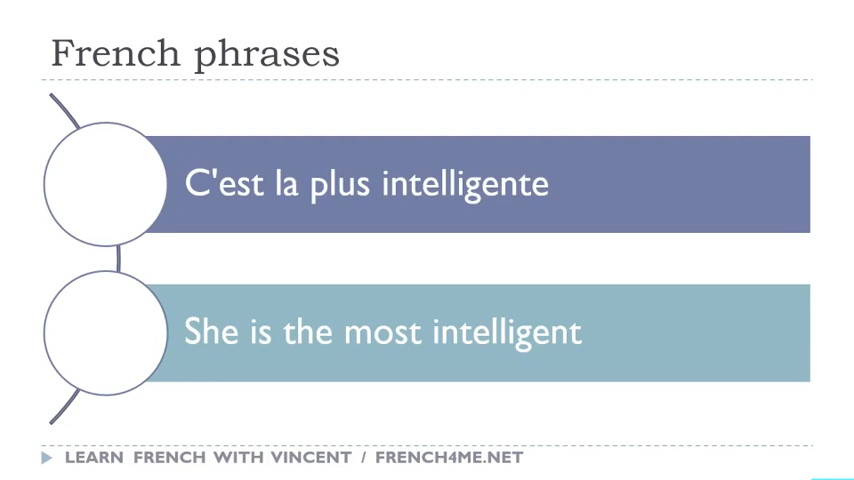 French phrases
C'est la plus intelligente
She is the most intelligent
LEARN FRENCH WITH VINCENT / FRENCH4ME.NET